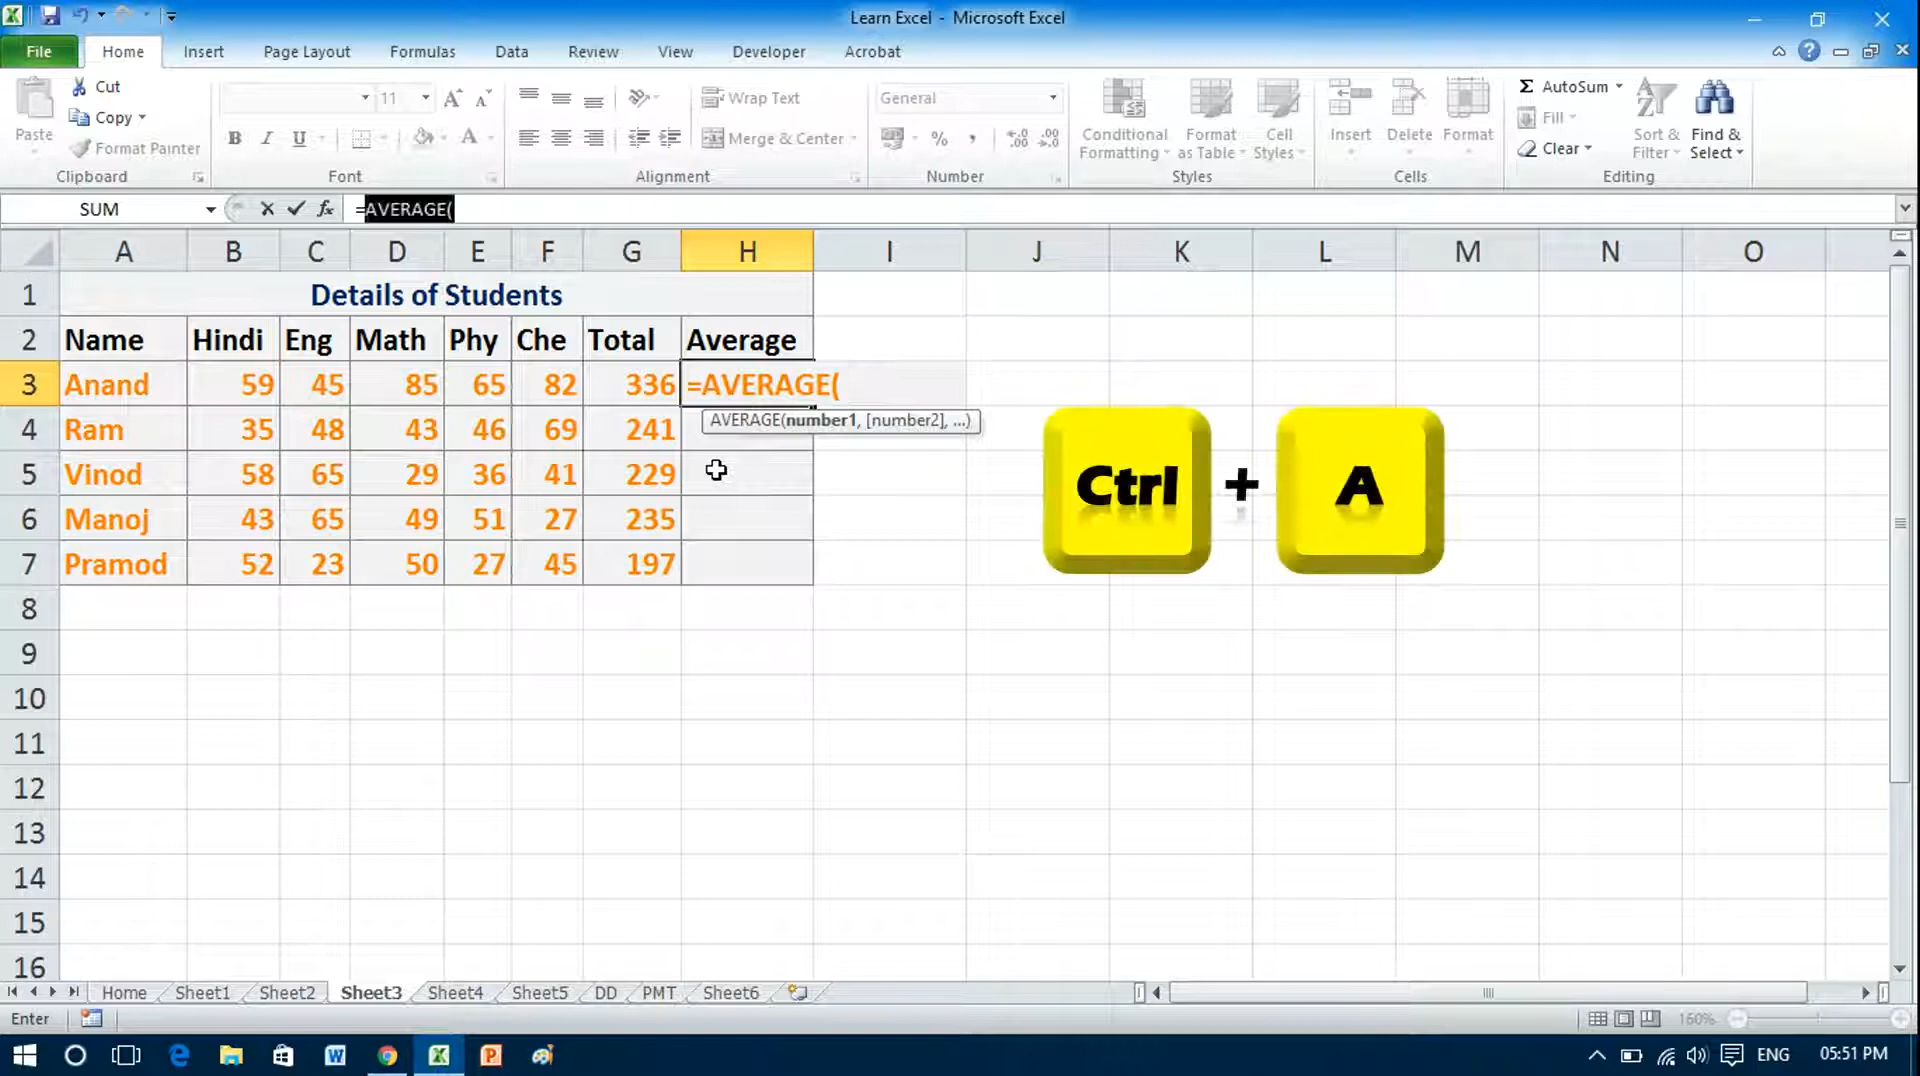 Learn Excel - Microsoft Excel
File Home Insert Page Layout Formulas Data Review View Developer Acrobat
Paste
Cut
Copy
Format Painter
Clipboard
11
B I U
Font
Wrap Text
Merge & Center
Alignment
General
%
Number
Conditional Formatting
Format as Table
Cell Styles
Styles
Insert Delete Format
Cells
Σ AutoSum
Fill
Clear
Sort & Filter
Find & Select
Editing
SUM fx =AVERAGE(
A B C D E F G H I J K L M N O
1 Details of Students
2 Name Hindi Eng Math Phy Che Total Average
3 Anand 59 45 85 65 82 336 =AVERAGE(
AVERAGE(number1, [number2], ...)
4 Ram 35 48 43 46 69 241
5 Vinod 58 65 29 36 41 229
6 Manoj 43 65 49 51 27 235
7 Pramod 52 23 50 27 45 197
8
9
10
11
12
13
14
15
16
Ctrl + A
Home Sheet1 Sheet2 Sheet3 Sheet4 Sheet5 DD PMT Sheet6
Enter
160%
ENG 05:51 PM